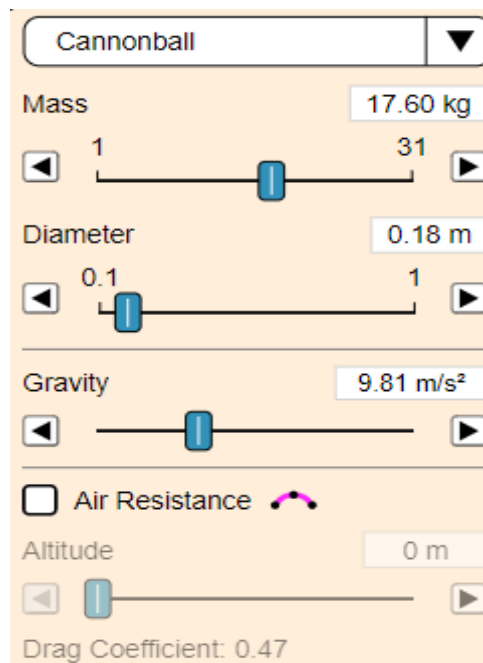 Cannonball
Mass 17.60 kg
1 31
Diameter 0.18 m
0.1 1
Gravity 9.81 m/s²
Air Resistance
Altitude 0 m
Drag Coefficient: 0.47